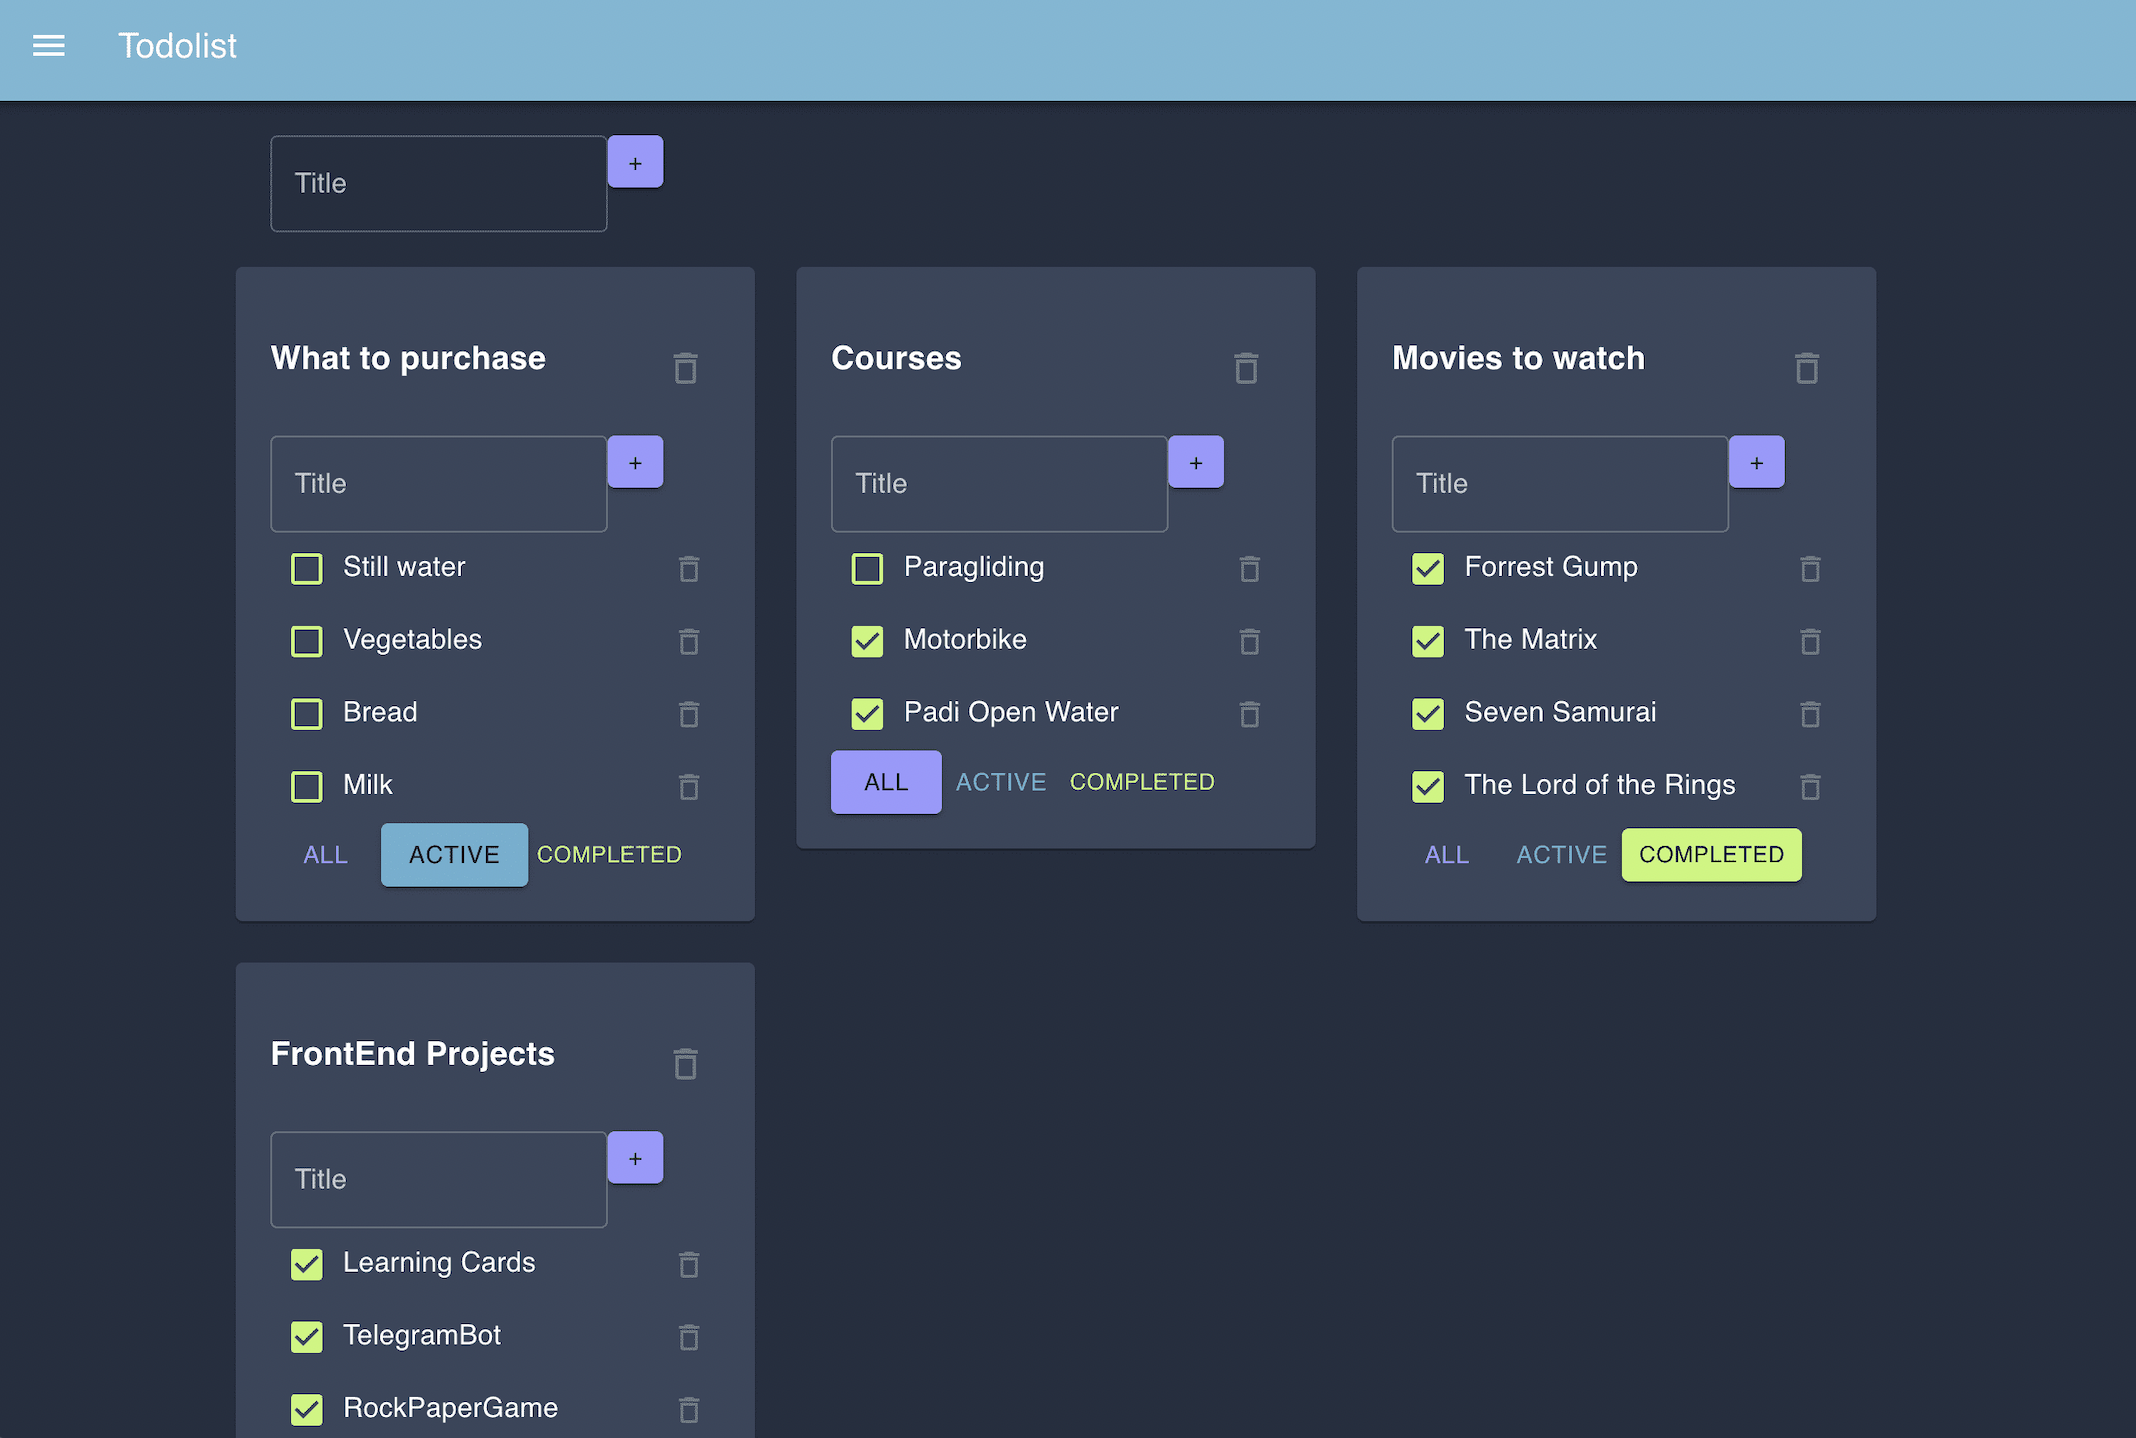 Todolist
Title +
What to purchase
Title +
Still water
Vegetables
Bread
Milk
ALL ACTIVE COMPLETED
Courses
Title +
Paragliding
Motorbike
Padi Open Water
ALL ACTIVE COMPLETED
Movies to watch
Title +
Forrest Gump
The Matrix
Seven Samurai
The Lord of the Rings
ALL ACTIVE COMPLETED
FrontEnd Projects
Title +
Learning Cards
TelegramBot
RockPaperGame